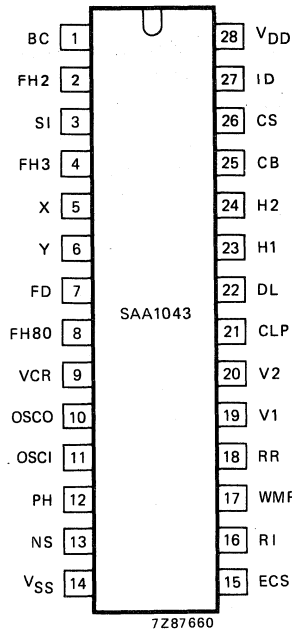 BC 1 28 VDD
FH2 2 27 ID
SI 3 26 CS
FH3 4 25 CB
X 5 24 H2
Y 6 23 H1
FD 7 22 DL
SAA1043
FH80 8 21 CLP
VCR 9 20 V2
OSCO 10 19 V1
OSCI 11 18 RR
PH 12 17 WMP
NS 13 16 RI
VSS 14 15 ECS
7Z87660